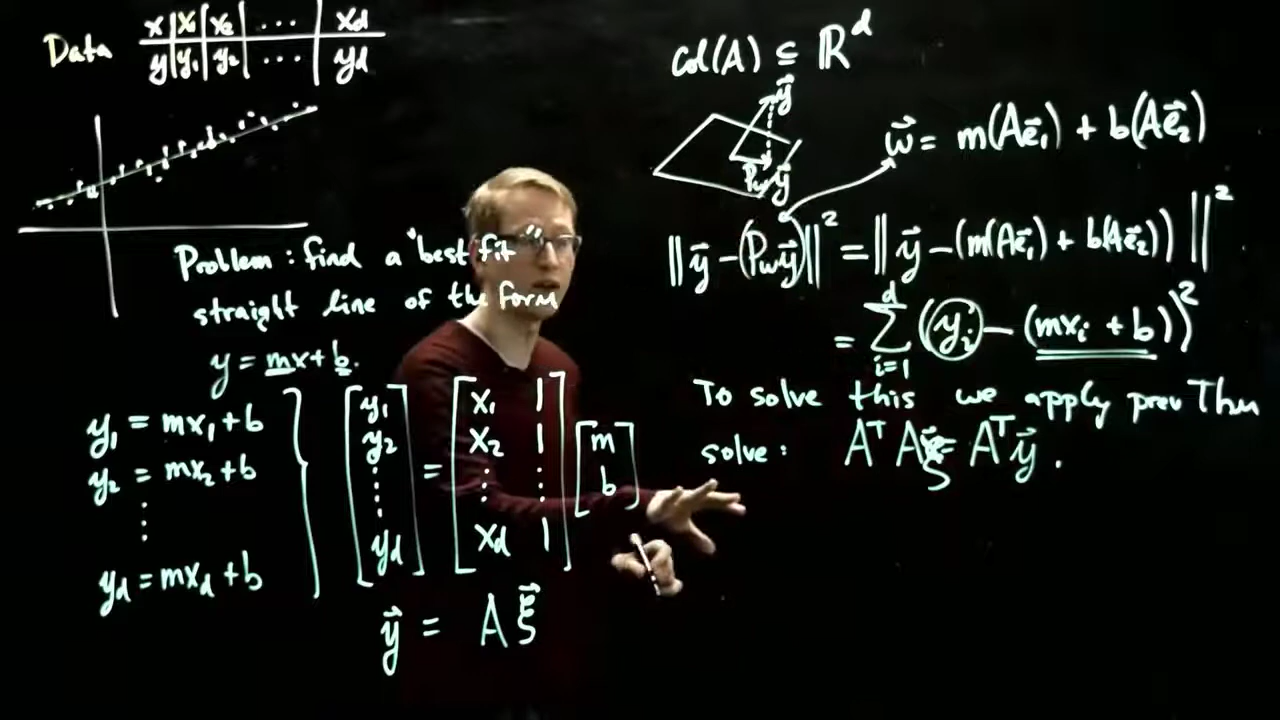 Data
x | x₁ | x₂ | ... | x_d
y | y₁ | y₂ | ... | y_d
Problem : find a "best fit"
straight line of the form
y = mx + b.
y₁ = mx₁ + b
y₂ = mx₂ + b
⋮
y_d = mx_d + b
[y₁ y₂ ⋮ y_d] = [x₁ 1 x₂ 1 ⋮ ⋮ x_d 1] [m b]
y⃗ = A ξ⃗
Col(A) ⊆ ℝ^d
y⃗
P_W y⃗
w⃗ = m(Ae⃗₁) + b(Ae⃗₂)
||y⃗ - (P_W y⃗)||² = ||y⃗ - (m(Ae⃗₁) + b(Ae⃗₂))||²
= Σ_{i=1}^{d} (y_i - (mx_i + b))²
To solve this we apply prev Thm
solve : AᵀAξ⃗ = Aᵀy⃗ .